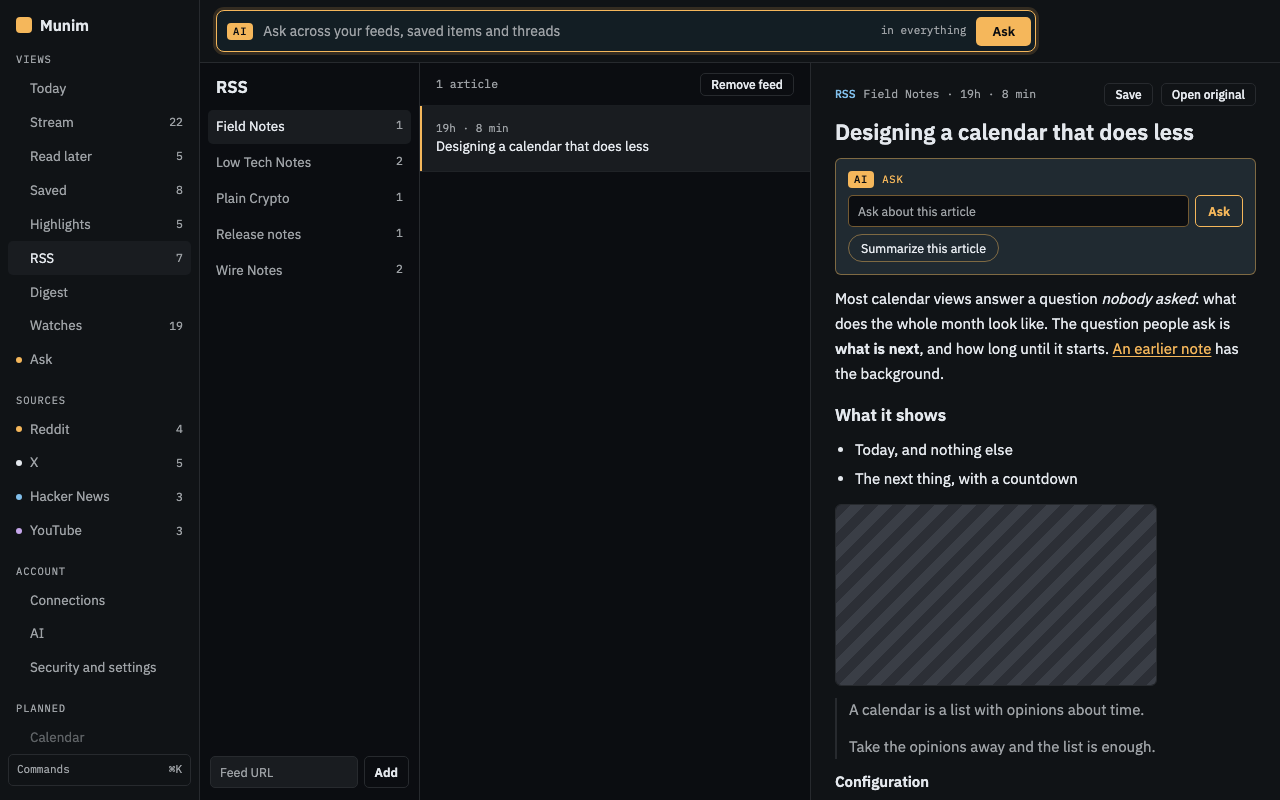 Munim
VIEWS
Today
Stream 22
Read later 5
Saved 8
Highlights 5
RSS 7
Digest
Watches 19
Ask
SOURCES
Reddit 4
X 5
Hacker News 3
YouTube 3
ACCOUNT
Connections
AI
Security and settings
PLANNED
Calendar
Commands ⌘K
AI Ask across your feeds, saved items and threads in everything Ask
RSS
Field Notes 1
Low Tech Notes 2
Plain Crypto 1
Release notes 1
Wire Notes 2
Feed URL Add
1 article Remove feed
19h · 8 min
Designing a calendar that does less
RSS Field Notes · 19h · 8 min Save Open original
Designing a calendar that does less
AI ASK
Ask about this article Ask
Summarize this article
Most calendar views answer a question nobody asked: what
does the whole month look like. The question people ask is
what is next, and how long until it starts. An earlier note has
the background.
What it shows
• Today, and nothing else
• The next thing, with a countdown
A calendar is a list with opinions about time.
Take the opinions away and the list is enough.
Configuration